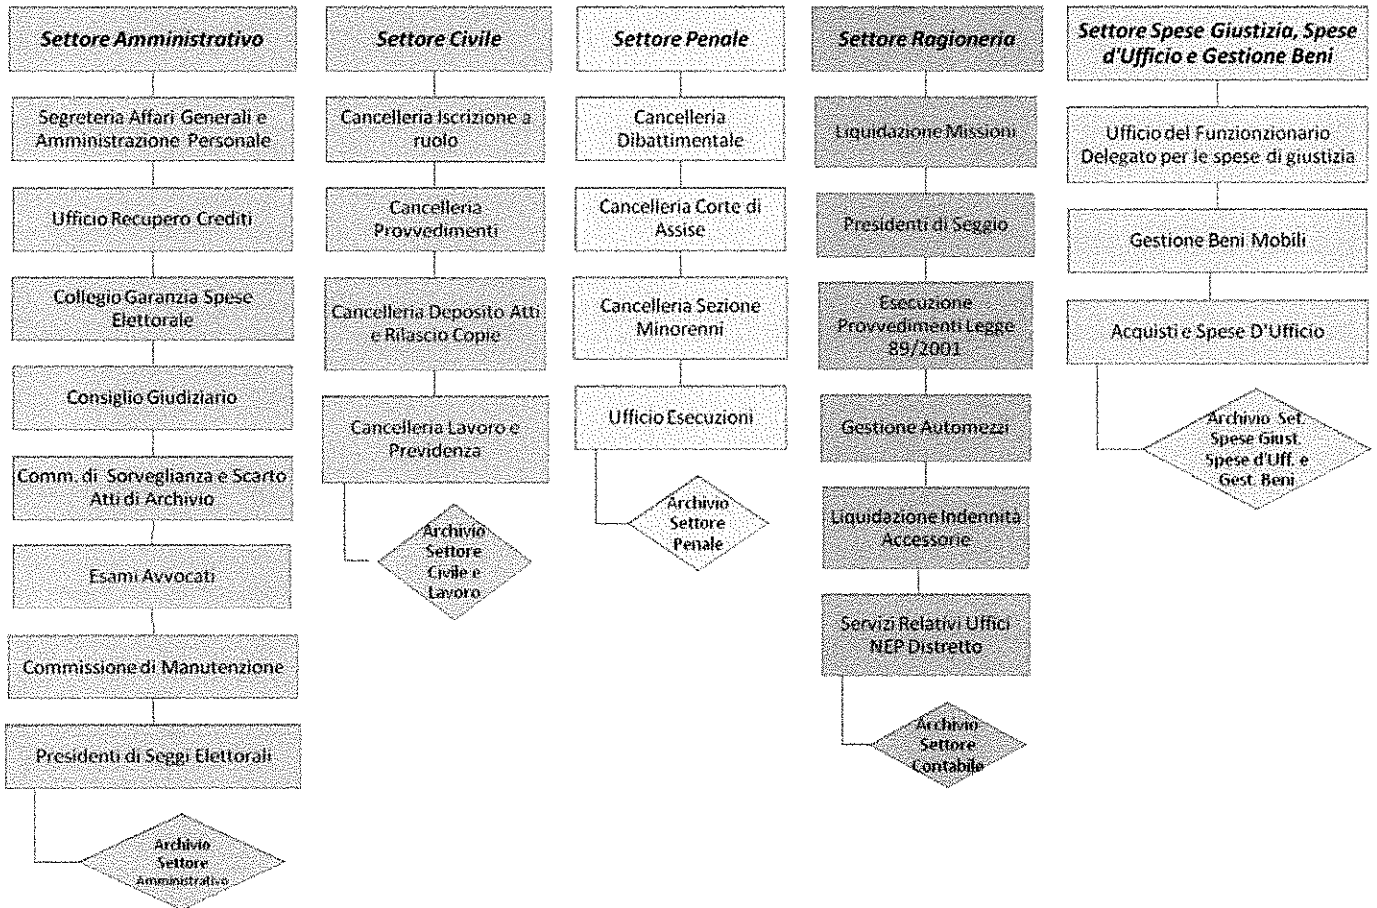 Settore Amministrativo
Segreteria Affari Generali e
Amministrazione Personale
Ufficio Recupero Crediti
Collegio Garanzia Spese
Elettorale
Consiglio Giudiziario
Comm. di Sorveglianza e Scarto
Atti di Archivio
Esami Avvocati
Commissione di Manutenzione
Presidenti di Seggi Elettorali
Archivio
Settore
Amministrativo
Settore Civile
Cancelleria Iscrizione a
ruolo
Cancelleria
Provvedimenti
Cancelleria Deposito Atti
e Rilascio Copie
Cancelleria Lavoro e
Previdenza
Archivio
Settore
Civile e
Lavoro
Settore Penale
Cancelleria
Dibattimentale
Cancelleria Corte di
Assise
Cancelleria Sezione
Minorenni
Ufficio Esecuzioni
Archivio
Settore
Penale
Settore Ragioneria
Liquidazione Missioni
Presidenti di Seggio
Esecuzione
Provvedimenti Legge
89/2001
Gestione Automezzi
Liquidazione Indennità
Accessorie
Servizi Relativi Uffici
NEP Distretto
Archivio
Settore
Contabile
Settore Spese Giustizia, Spese
d'Ufficio e Gestione Beni
Ufficio del Funzionzionario
Delegato per le spese di giustizia
Gestione Beni Mobili
Acquisti e Spese D'Ufficio
Archivio Set.
Spese Giust.
Spese d'Uff. e
Gest. Beni